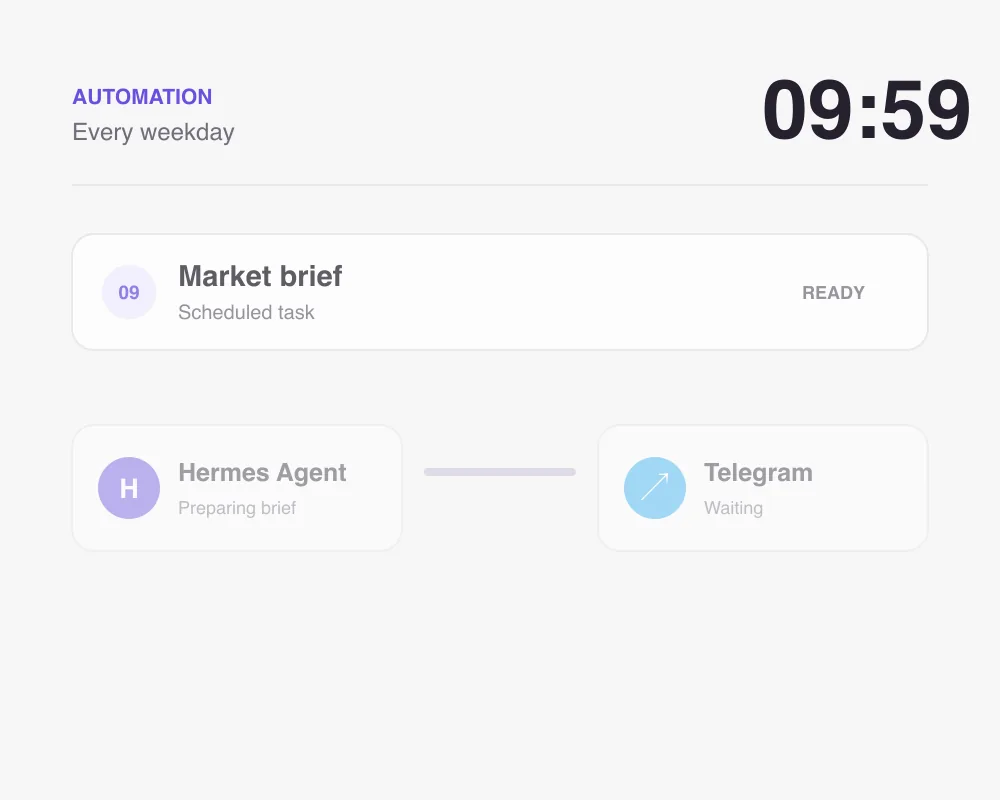 AUTOMATION
Every weekday
09:59
09
Market brief
Scheduled task
READY
H
Hermes Agent
Preparing brief
Telegram
Waiting